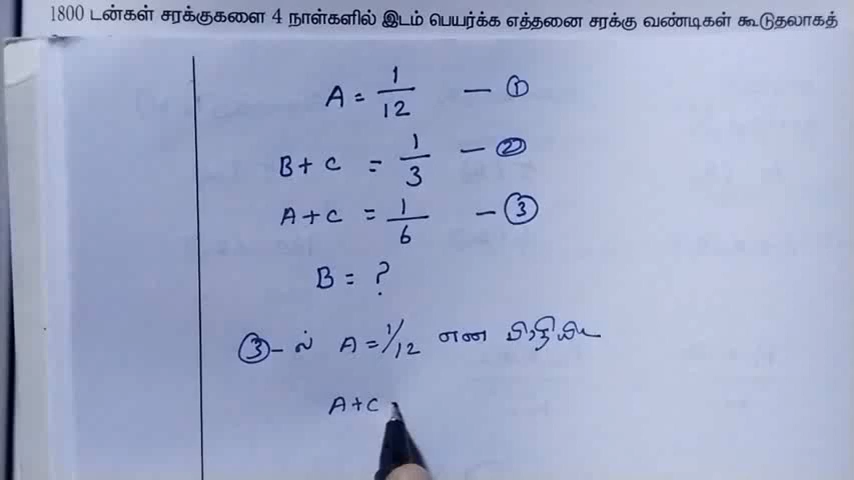 1800 டன்கள் சரக்குகளை 4 நாள்களில் இடம் பெயர்க்க எத்தனை சரக்கு வண்டிகள் கூடுதலாகத்
A = 1/12 — ①
B + C = 1/3 — ②
A + C = 1/6 — ③
B = ?
③ - ல் A = 1/12 என பிரதியிட
A + C